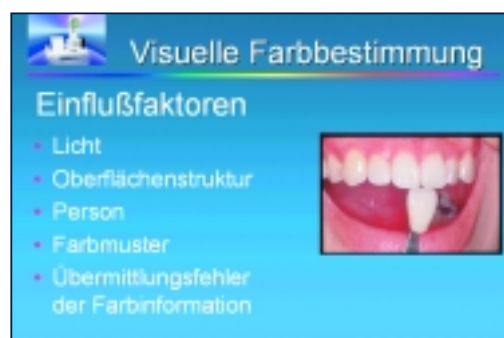 Visuelle Farbbestimmung
Einflußfaktoren
• Licht
• Oberflächenstruktur
• Person
• Farbmuster
• Übermittlungsfehler
der Farbinformation